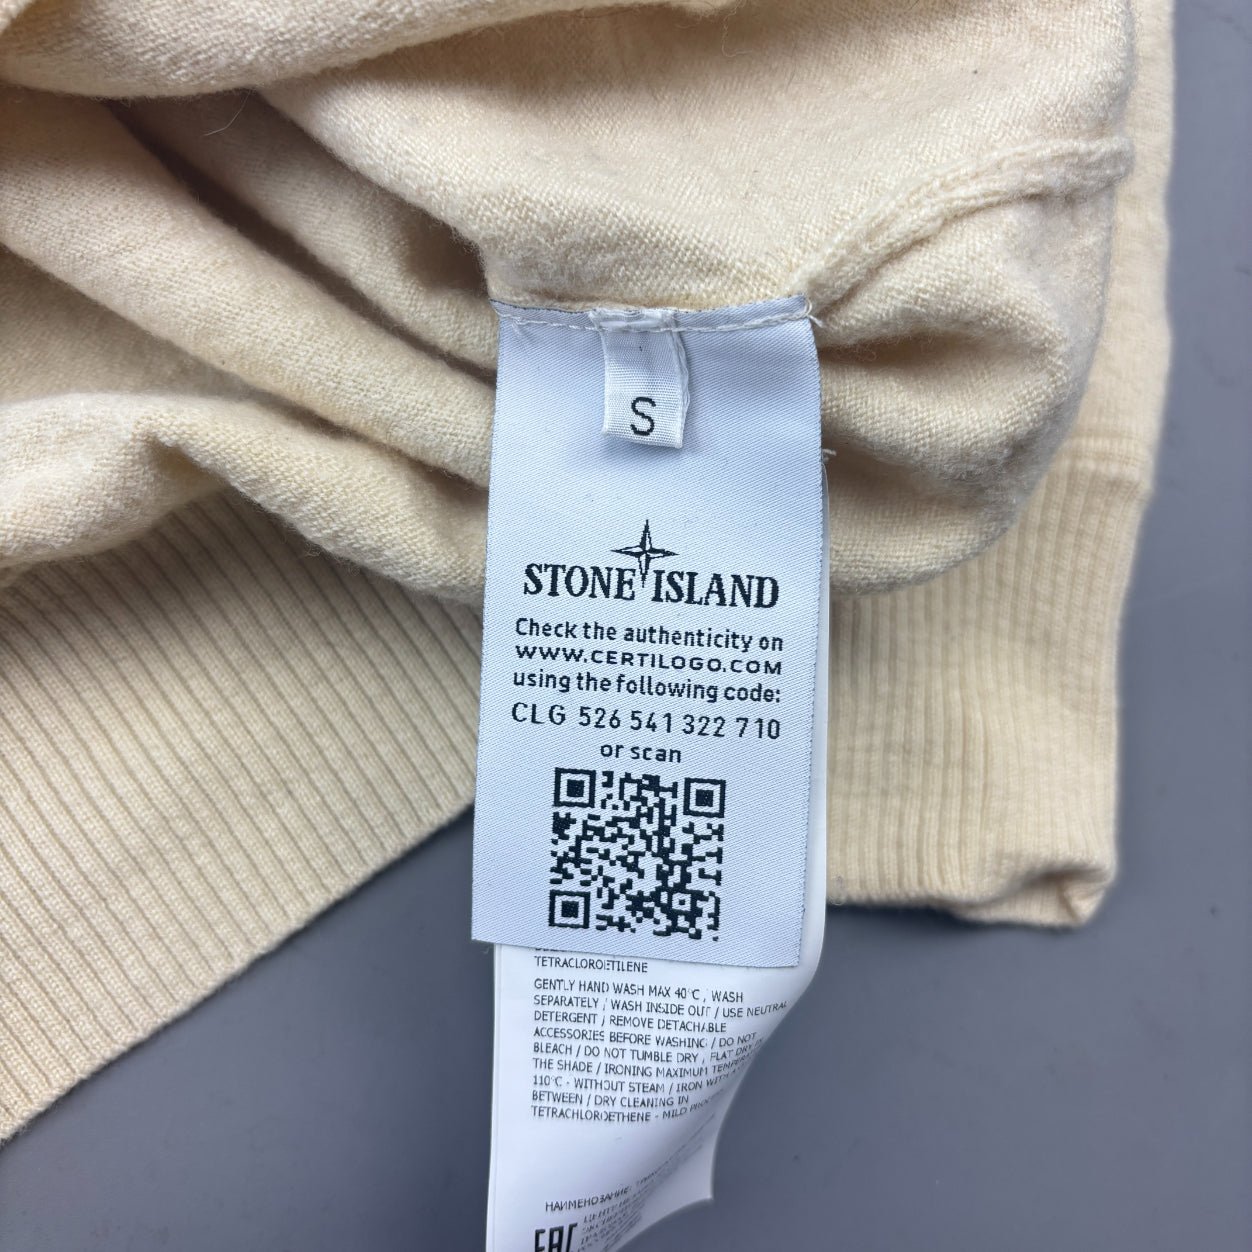 S
STONE ISLAND
Check the authenticity on
WWW.CERTILOGO.COM
using the following code:
CLG 526 541 322 710
or scan
TETRACLOROETILENE
GENTLY HAND WASH MAX 40°C / WASH
SEPARATELY / WASH INSIDE OUT / USE NEUTRAL
DETERGENT / REMOVE DETACHABLE
ACCESSORIES BEFORE WASHING / DO NOT
BLEACH / DO NOT TUMBLE DRY / FLAT DRY IN
THE SHADE / IRONING MAXIMUM
110°C - WITHOUT STEAM / IRON WITH A
BETWEEN / DRY CLEANING IN
TETRACHLOROETHENE - MILD
НАИМЕНОВАНИЕ:
EAC